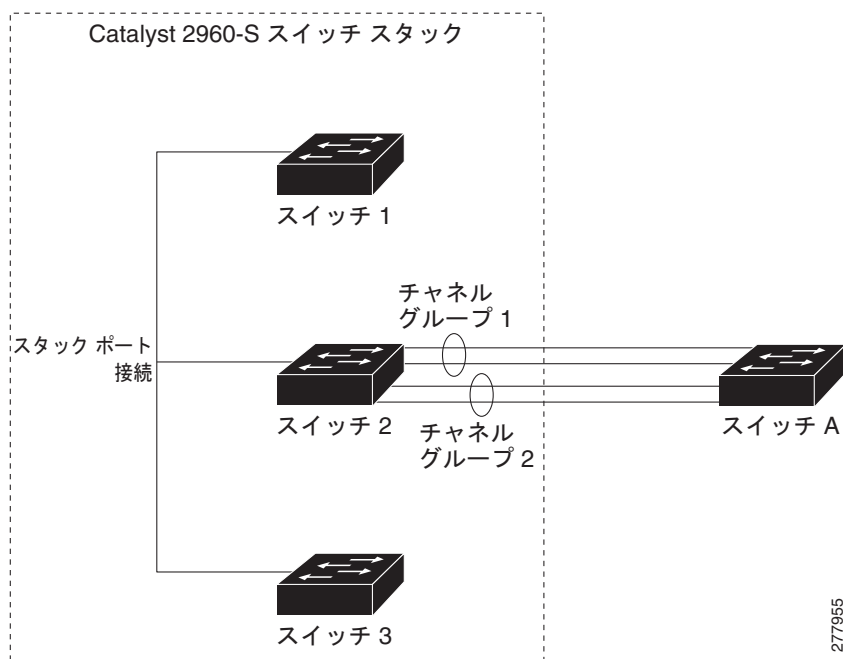 Catalyst 2960-S スイッチ スタック
スイッチ 1
チャネル
グループ 1
スタック ポート
接続
スイッチ 2
スイッチ A
チャネル
グループ 2
スイッチ 3
277955